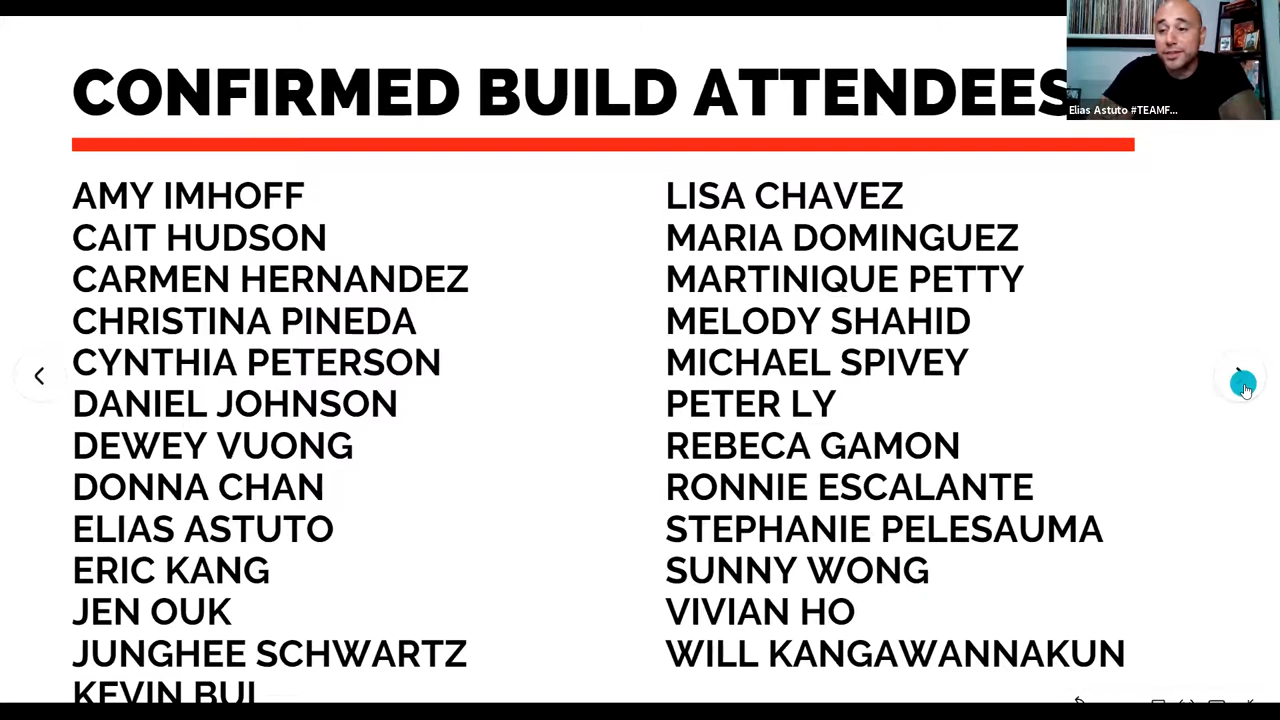 CONFIRMED BUILD ATTENDEES
Elias Astuto #TEAMF...
AMY IMHOFF
CAIT HUDSON
CARMEN HERNANDEZ
CHRISTINA PINEDA
CYNTHIA PETERSON
DANIEL JOHNSON
DEWEY VUONG
DONNA CHAN
ELIAS ASTUTO
ERIC KANG
JEN OUK
JUNGHEE SCHWARTZ
KEVIN BUI
LISA CHAVEZ
MARIA DOMINGUEZ
MARTINIQUE PETTY
MELODY SHAHID
MICHAEL SPIVEY
PETER LY
REBECA GAMON
RONNIE ESCALANTE
STEPHANIE PELESAUMA
SUNNY WONG
VIVIAN HO
WILL KANGAWANNAKUN